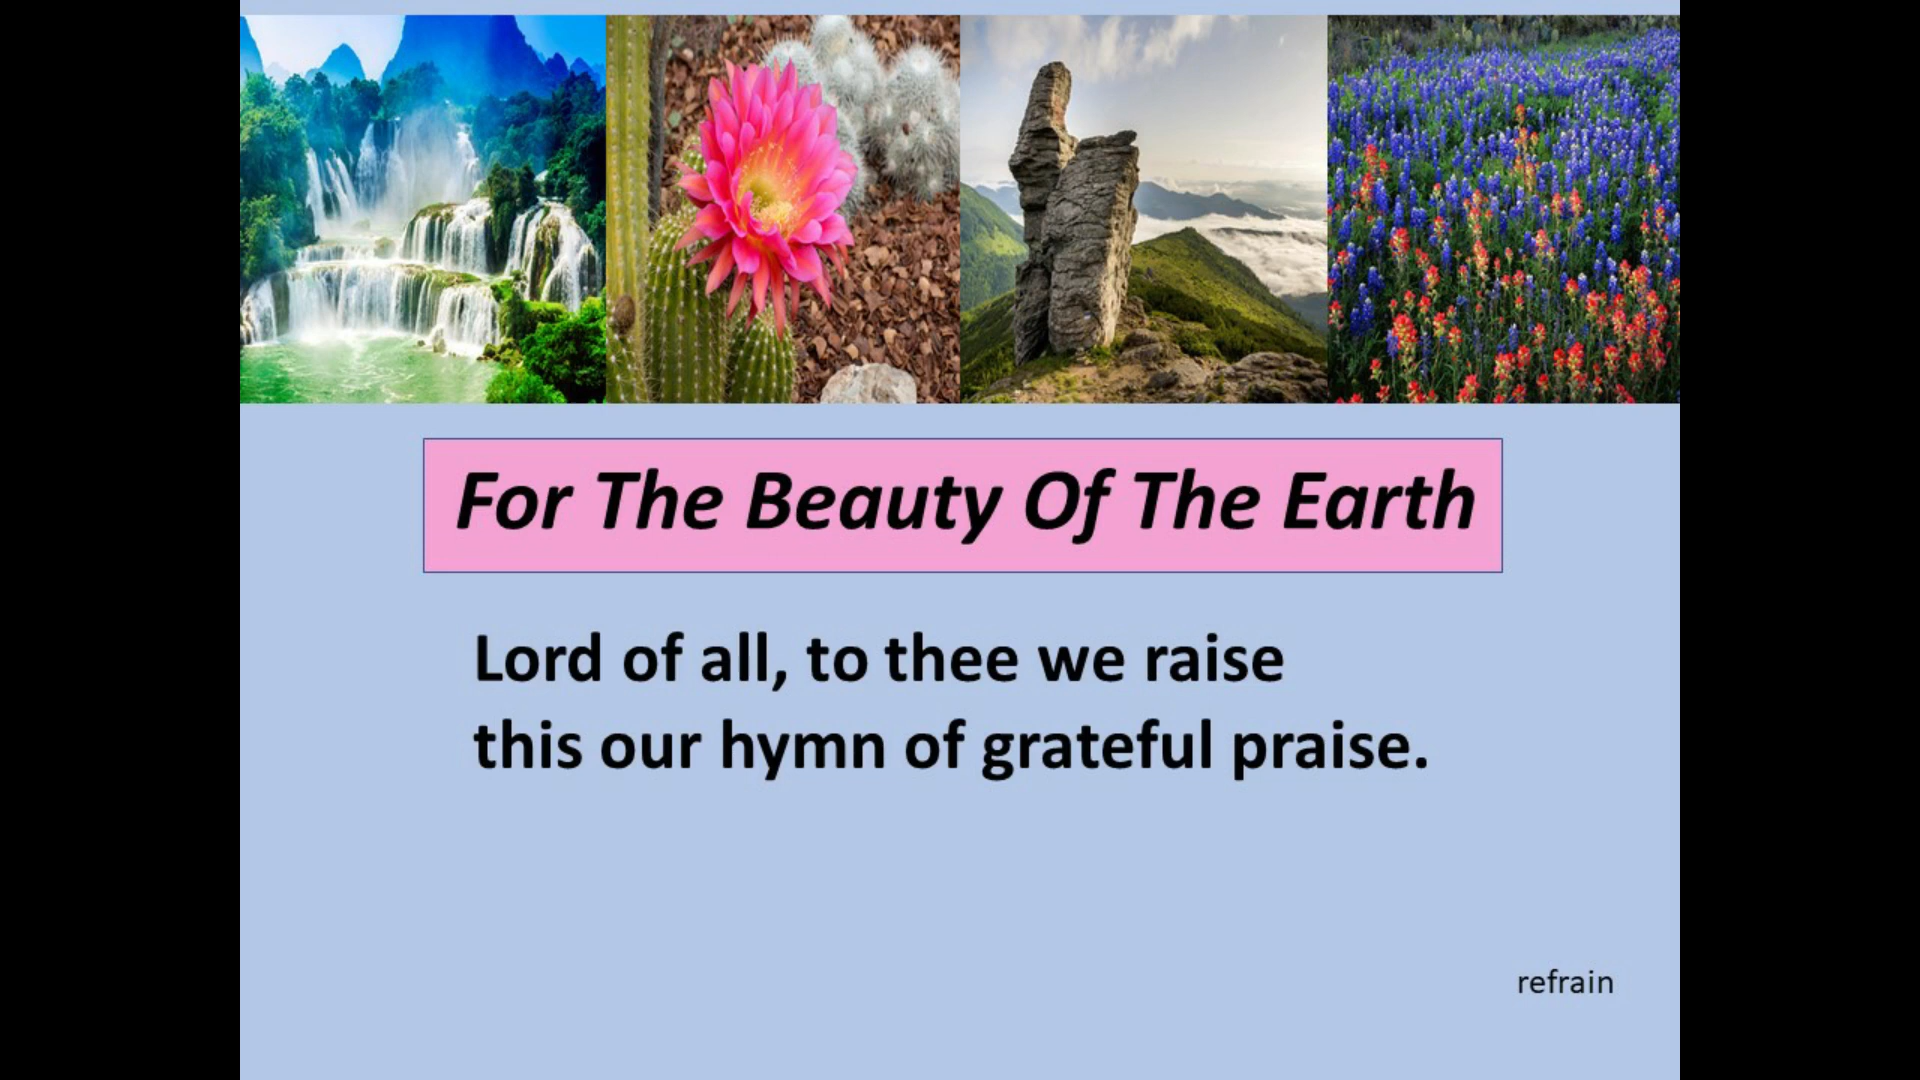 For The Beauty Of The Earth
Lord of all, to thee we raise
this our hymn of grateful praise.
refrain